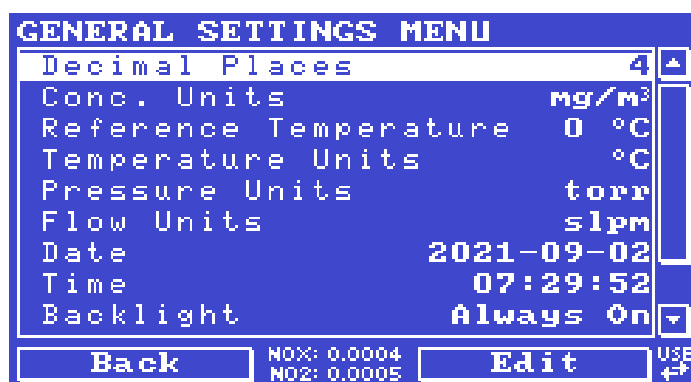 GENERAL SETTINGS MENU
Decimal Places 4
Conc. Units mg/m³
Reference Temperature 0 °C
Temperature Units °C
Pressure Units torr
Flow Units slpm
Date 2021-09-02
Time 07:29:52
Backlight Always On
Back NOX: 0.0004 Edit USE
NO2: 0.0005